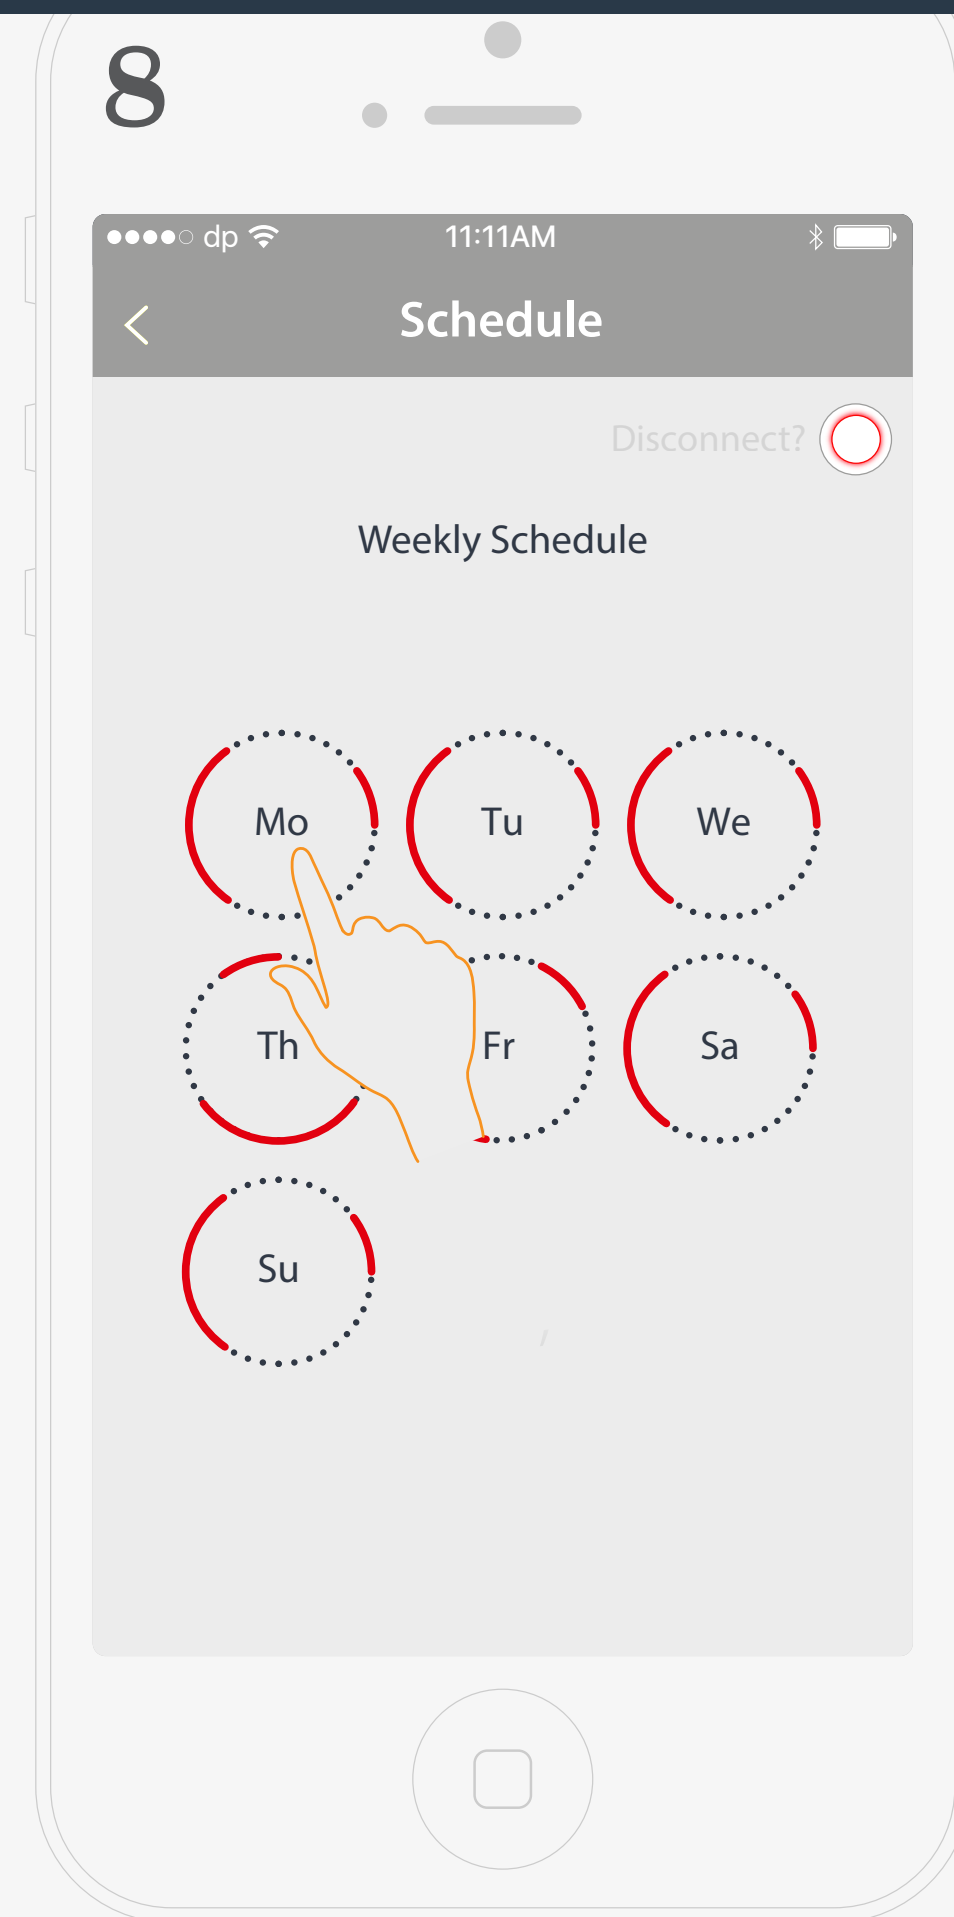 8
dp 11:11AM
Schedule
Disconnect?
Weekly Schedule
Mo Tu We
Th Fr Sa
Su